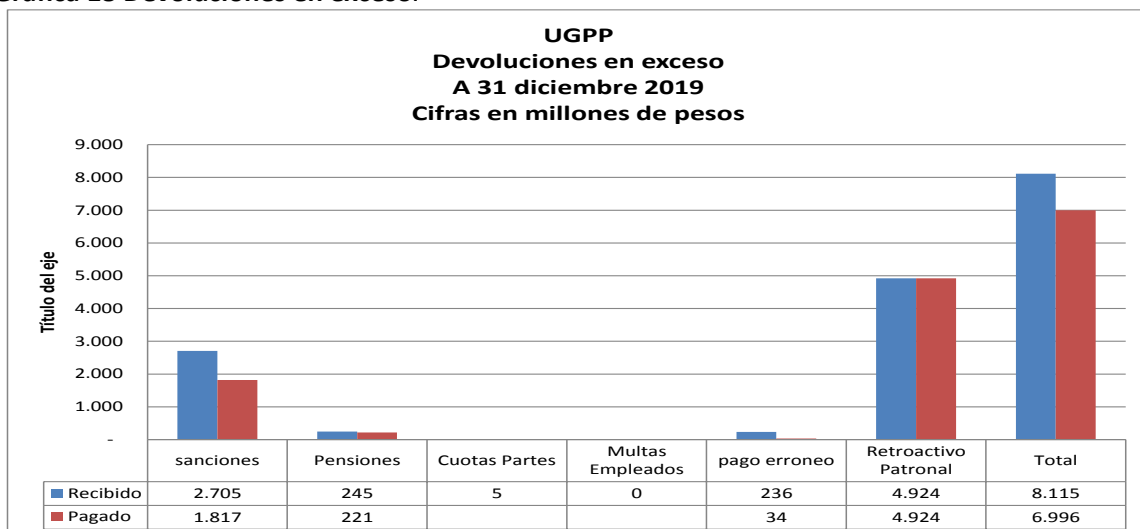 UGPP
Devoluciones en exceso
A 31 diciembre 2019
Cifras en millones de pesos
Título del eje
9.000
8.000
7.000
6.000
5.000
4.000
3.000
2.000
1.000
-
sanciones Pensiones Cuotas Partes Multas Empleados pago erroneo Retroactivo Patronal Total
Recibido 2.705 245 5 0 236 4.924 8.115
Pagado 1.817 221 34 4.924 6.996